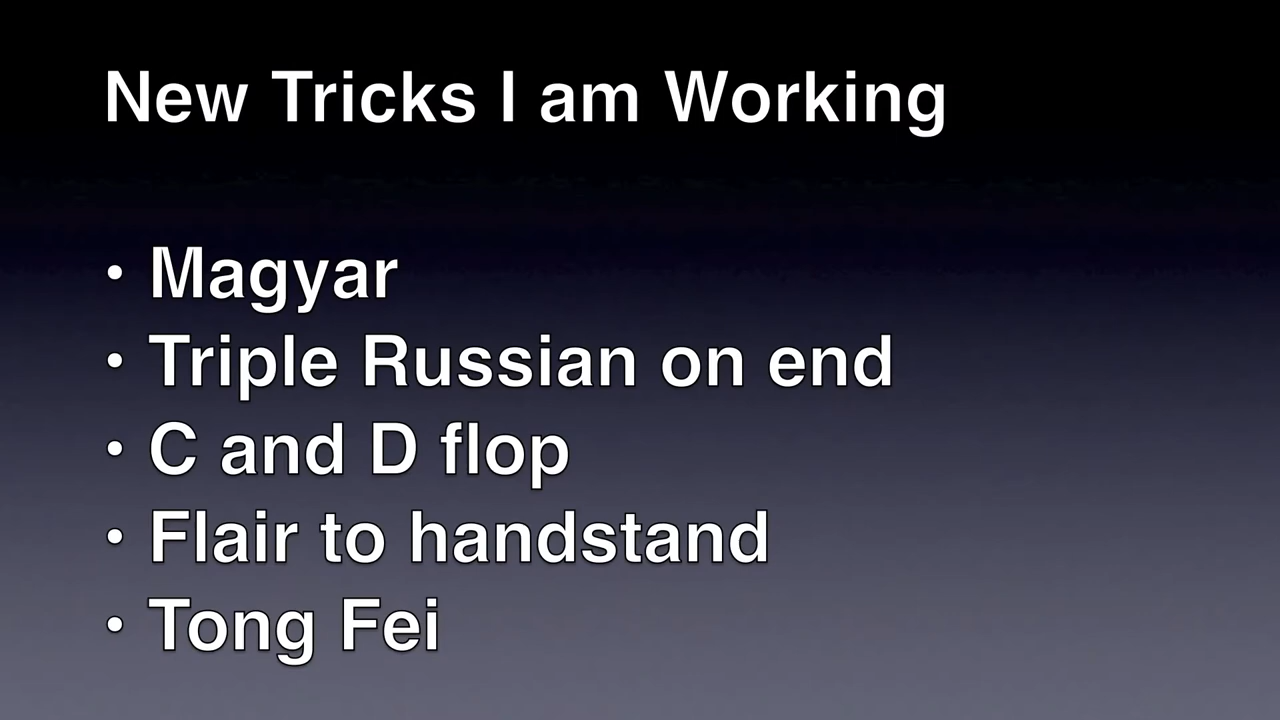 New Tricks I am Working
• Magyar
• Triple Russian on end
• C and D flop
• Flair to handstand
• Tong Fei